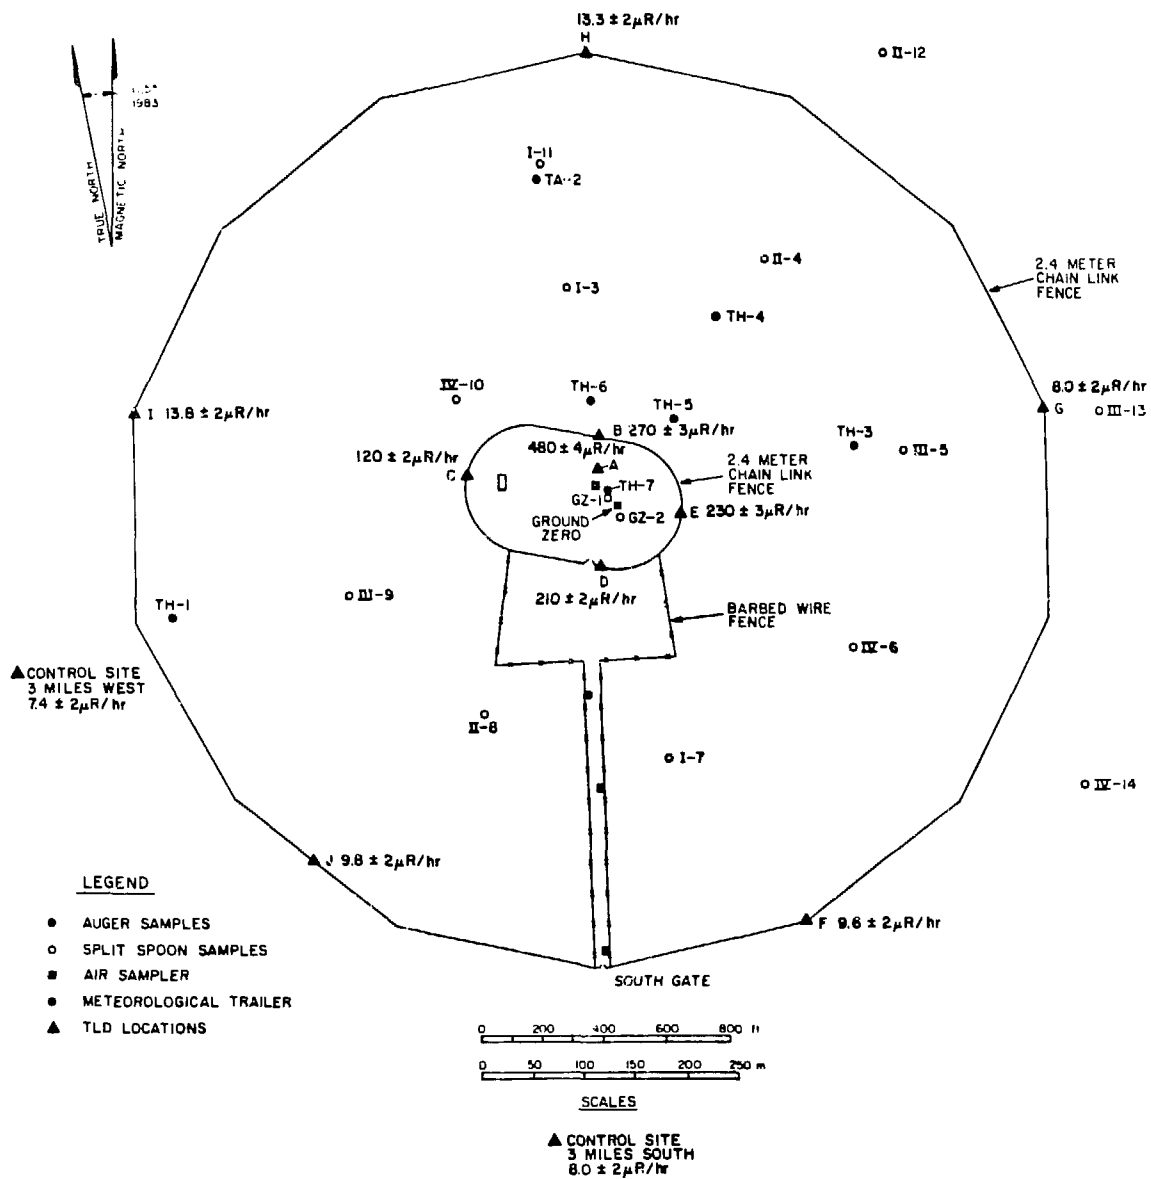 13.3 ± 2μR/hr
H
II-12
1983
TRUE NORTH
MAGNETIC NORTH
I-11
TA-2
II-4
I-3
2.4 METER
CHAIN LINK
FENCE
TH-4
8.0 ± 2μR/hr
G
III-13
IV-10
TH-6
TH-5
I 13.8 ± 2μR/hr
B 270 ± 3μR/hr
TH-3
III-5
480 ± 4μR/hr
A
120 ± 2μR/hr
C
2.4 METER
CHAIN LINK
FENCE
TH-7
GZ-1
GZ-2
E 230 ± 3μR/hr
GROUND
ZERO
D
210 ± 2μR/hr
III-9
TH-1
BARBED WIRE
FENCE
IV-6
CONTROL SITE
3 MILES WEST
7.4 ± 2μR/hr
II-8
I-7
IV-14
J 9.8 ± 2μR/hr
F 9.6 ± 2μR/hr
LEGEND
AUGER SAMPLES
SPLIT SPOON SAMPLES
AIR SAMPLER
METEOROLOGICAL TRAILER
TLD LOCATIONS
SOUTH GATE
0 200 400 600 800 ft
0 50 100 150 200 250 m
SCALES
CONTROL SITE
3 MILES SOUTH
8.0 ± 2μR/hr